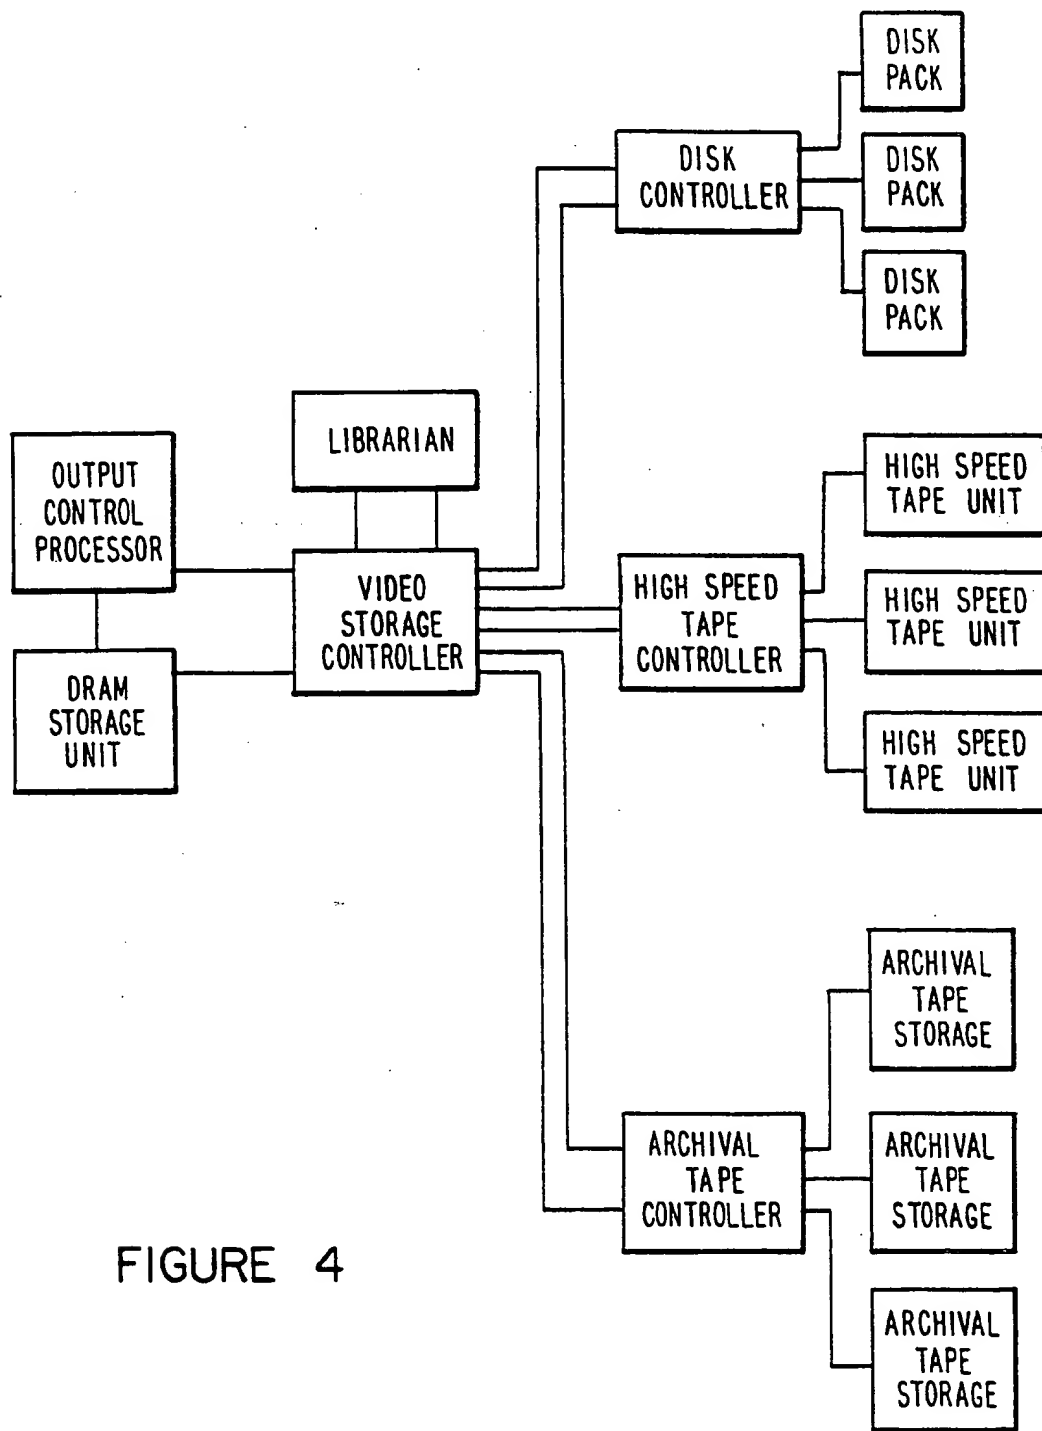 DISK
PACK
DISK
CONTROLLER
DISK
PACK
DISK
PACK
LIBRARIAN
OUTPUT
CONTROL
PROCESSOR
VIDEO
STORAGE
CONTROLLER
DRAM
STORAGE
UNIT
HIGH SPEED
TAPE UNIT
HIGH SPEED
TAPE
CONTROLLER
HIGH SPEED
TAPE UNIT
HIGH SPEED
TAPE UNIT
ARCHIVAL
TAPE
STORAGE
ARCHIVAL
TAPE
CONTROLLER
ARCHIVAL
TAPE
STORAGE
ARCHIVAL
TAPE
STORAGE
FIGURE 4